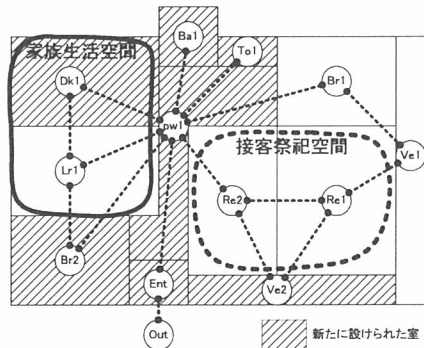 Ba1
家族生活空間
To1
Dk1
Br1
pw1
接客祭祀空間
Ve1
Lr1
Re2
Re1
Br2
Ent
Ve2
Out
新たに設けられた室